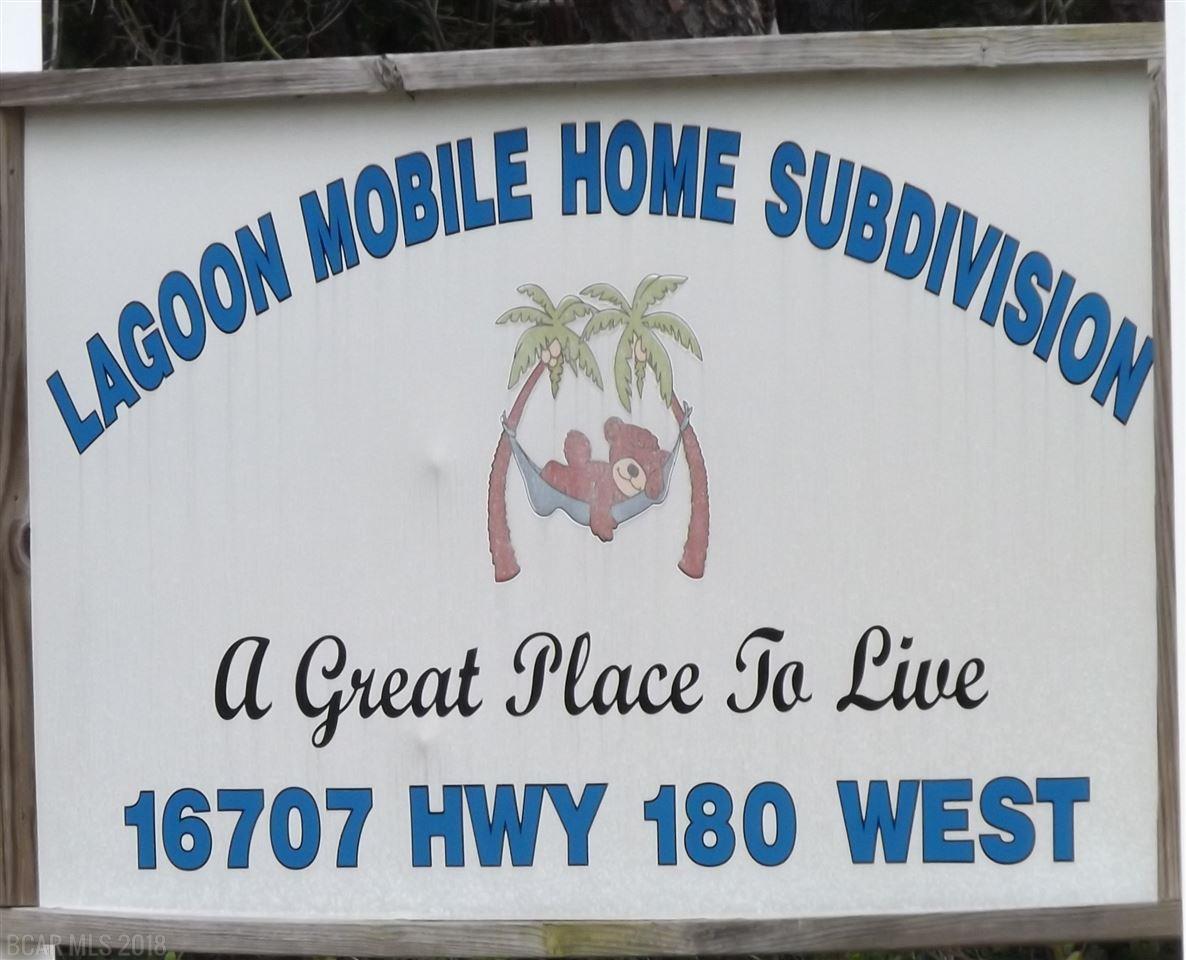 LAGOON MOBILE HOME SUBDIVISION
A Great Place To Live
16707 HWY 180 WEST
BCAR MLS 2018